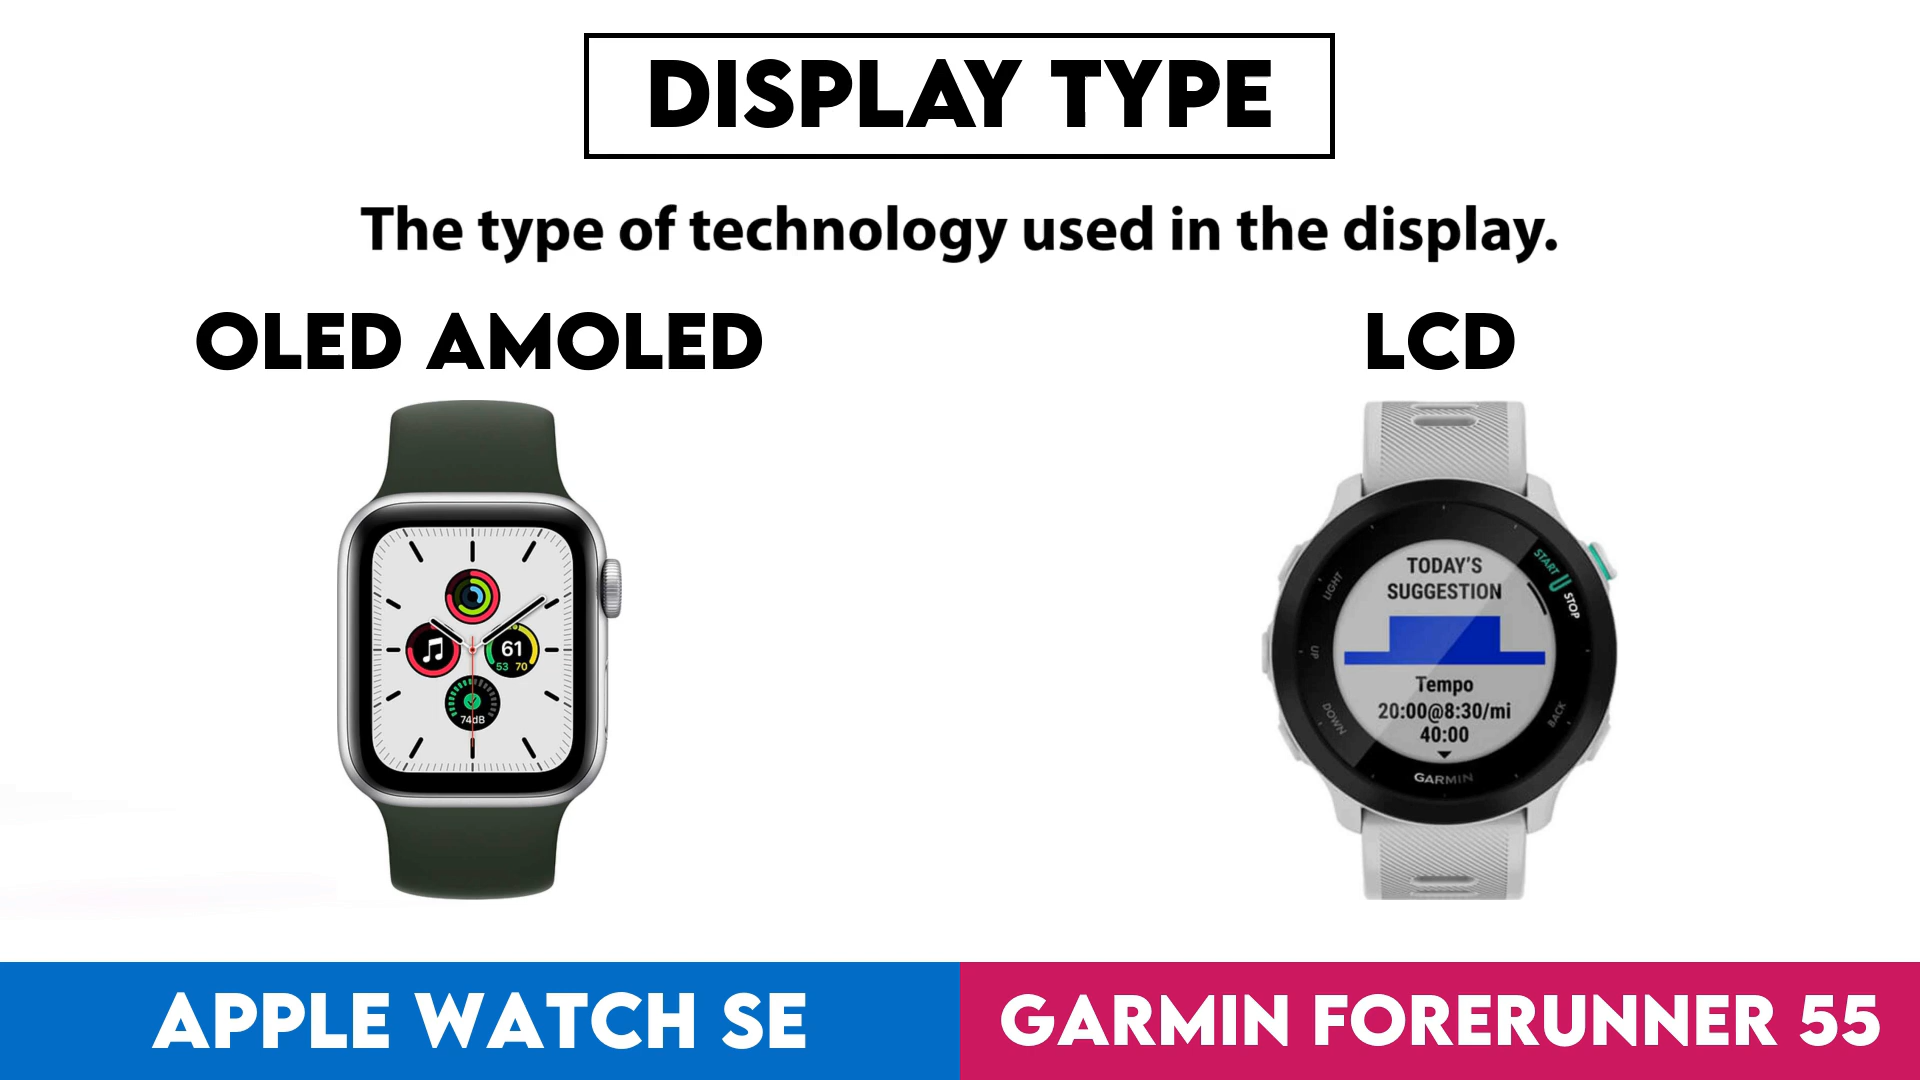 DISPLAY TYPE
The type of technology used in the display.
OLED AMOLED
LCD
61
53 70
74dB
TODAY'S
SUGGESTION
Tempo
20:00@8:30/mi
40:00
LIGHT
UP
DOWN
START
STOP
BACK
GARMIN
APPLE WATCH SE
GARMIN FORERUNNER 55